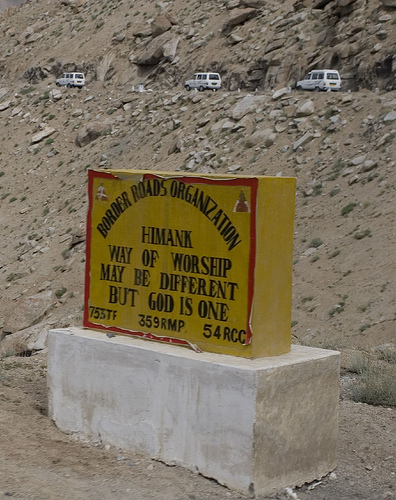 BORDER ROADS ORGANIZATION
HIMANK
WAY OF WORSHIP
MAY BE DIFFERENT
BUT GOD IS ONE
753TF 359RMP 54RCC